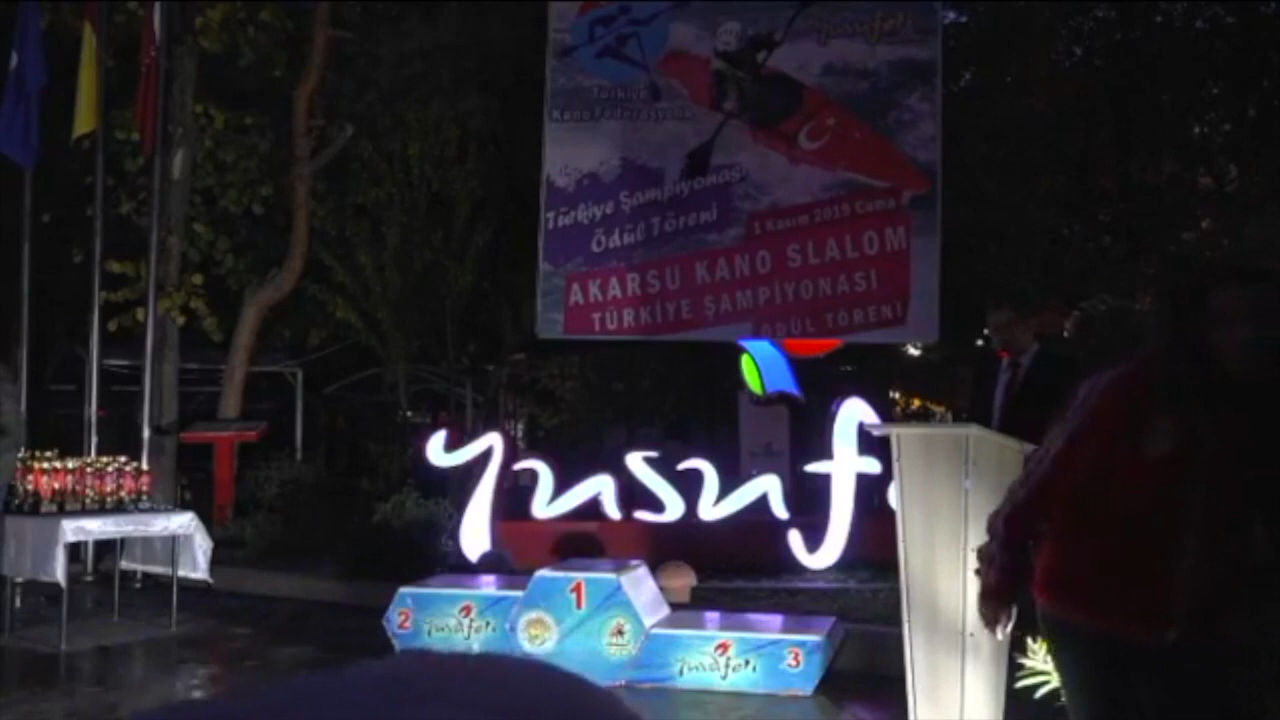 yusufeli
Türkiye
Kano Federasyonu
Türkiye Şampiyonası
Ödül Töreni
1 Kasım 2019 Cuma
AKARSU KANO SLALOM
TÜRKİYE ŞAMPİYONASI
ÖDÜL TÖRENİ
yusufe
1
2 yusufeli
yusufeli 3